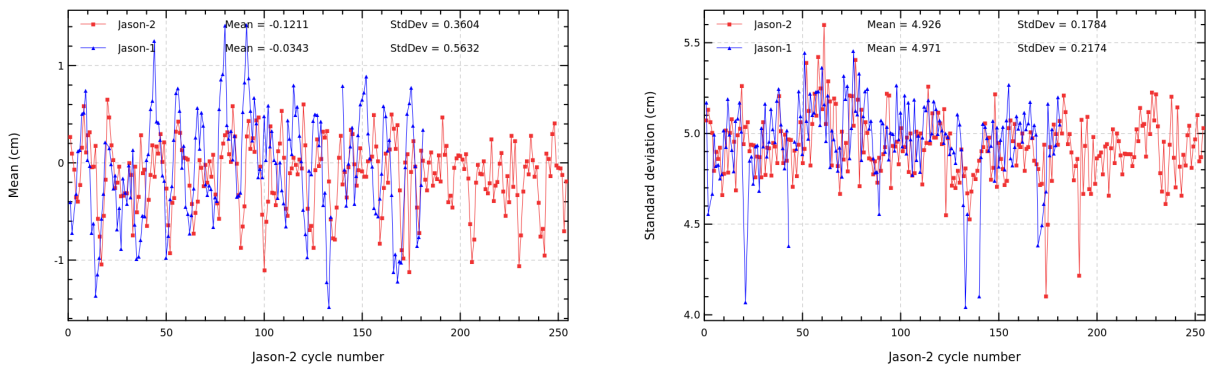 Jason-2 Mean = -0.1211 StdDev = 0.3604
Jason-1 Mean = -0.0343 StdDev = 0.5632
1
0
-1
Mean (cm)
0 50 100 150 200 250
Jason-2 cycle number
Jason-2 Mean = 4.926 StdDev = 0.1784
Jason-1 Mean = 4.971 StdDev = 0.2174
5.5
5.0
4.5
4.0
Standard deviation (cm)
0 50 100 150 200 250
Jason-2 cycle number